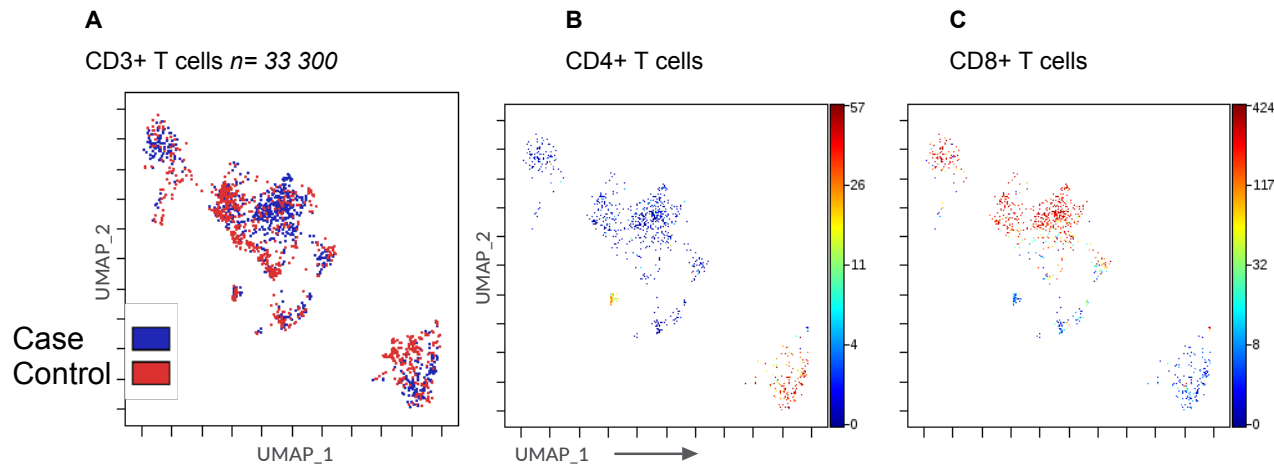 A
B
C
CD3+ T cells n= 33 300
CD4+ T cells
CD8+ T cells
UMAP_2
Case
Control
UMAP_1
UMAP_2
57
26
11
4
0
UMAP_1
424
117
32
8
0